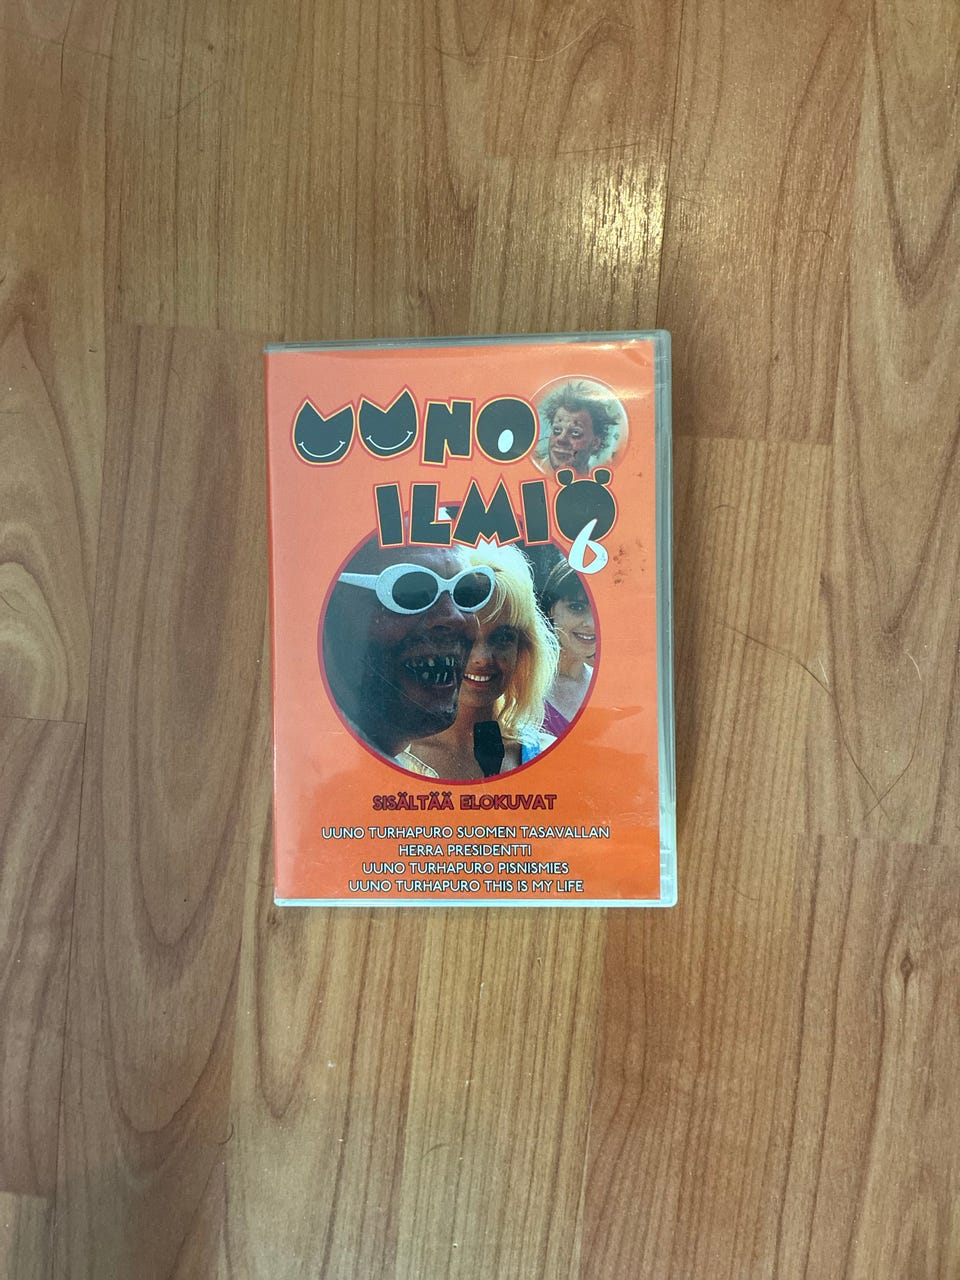 UUNO
ILMIÖ
6
SISÄLTÄÄ ELOKUVAT
UUNO TURHAPURO SUOMEN TASAVALLAN
HERRA PRESIDENTTI
UUNO TURHAPURO PISNISMIES
UUNO TURHAPURO THIS IS MY LIFE